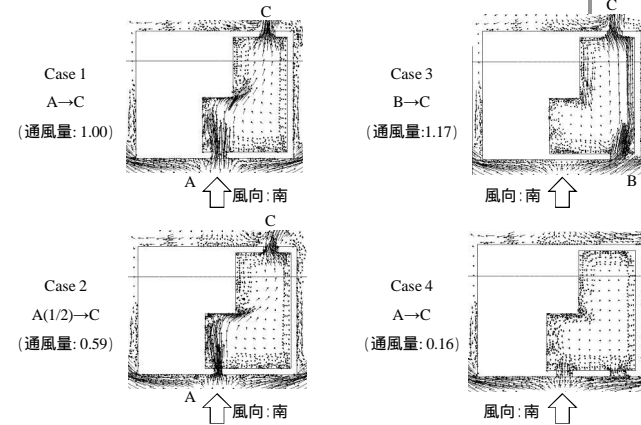 C
Case 1
A→C
(通風量: 1.00)
A
風向:南
C
Case 3
B→C
(通風量:1.17)
B
風向:南
C
Case 2
A(1/2)→C
(通風量: 0.59)
A
風向:南
Case 4
A→C
(通風量: 0.16)
風向:南